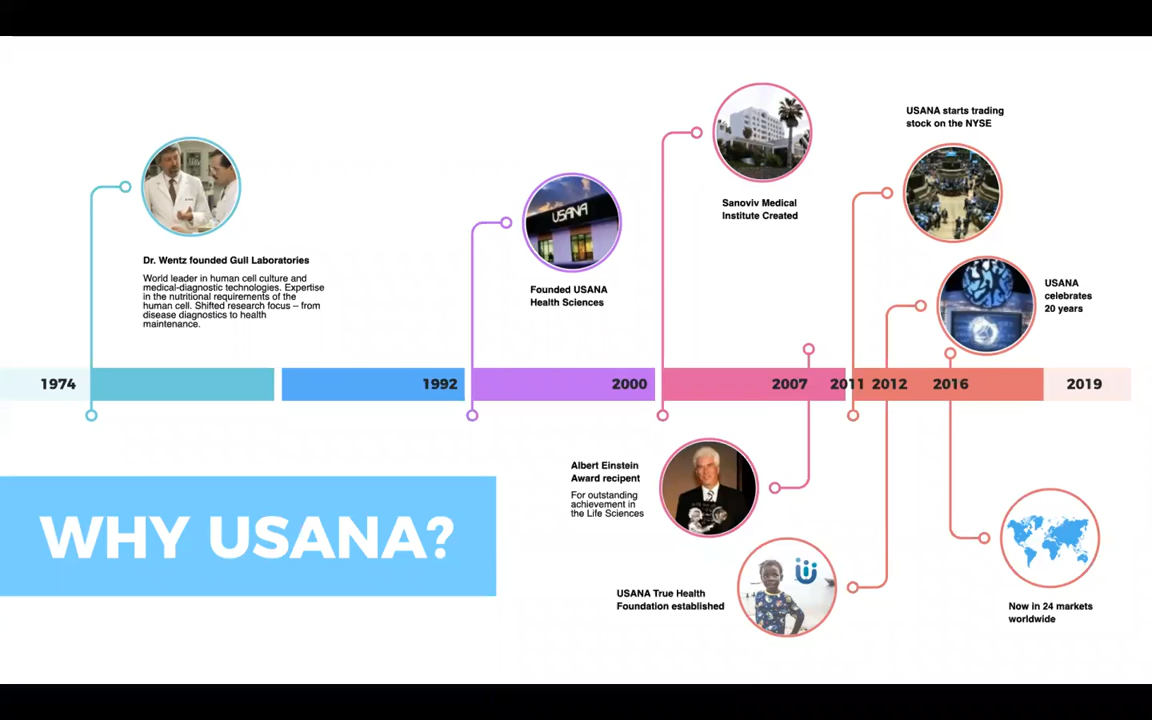 USANA starts trading
stock on the NYSE
Sanoviv Medical
Institute Created
Dr. Wentz founded Gull Laboratories
World leader in human cell culture and
medical-diagnostic technologies. Expertise
in the nutritional requirements of the
human cell. Shifted research focus – from
disease diagnostics to health
maintenance.
USANA
Founded USANA
Health Sciences
USANA
celebrates
20 years
1974
1992
2000
2007
2011
2012
2016
2019
Albert Einstein
Award recipent
For outstanding
achievement in
the Life Sciences
WHY USANA?
USANA True Health
Foundation established
Now in 24 markets
worldwide